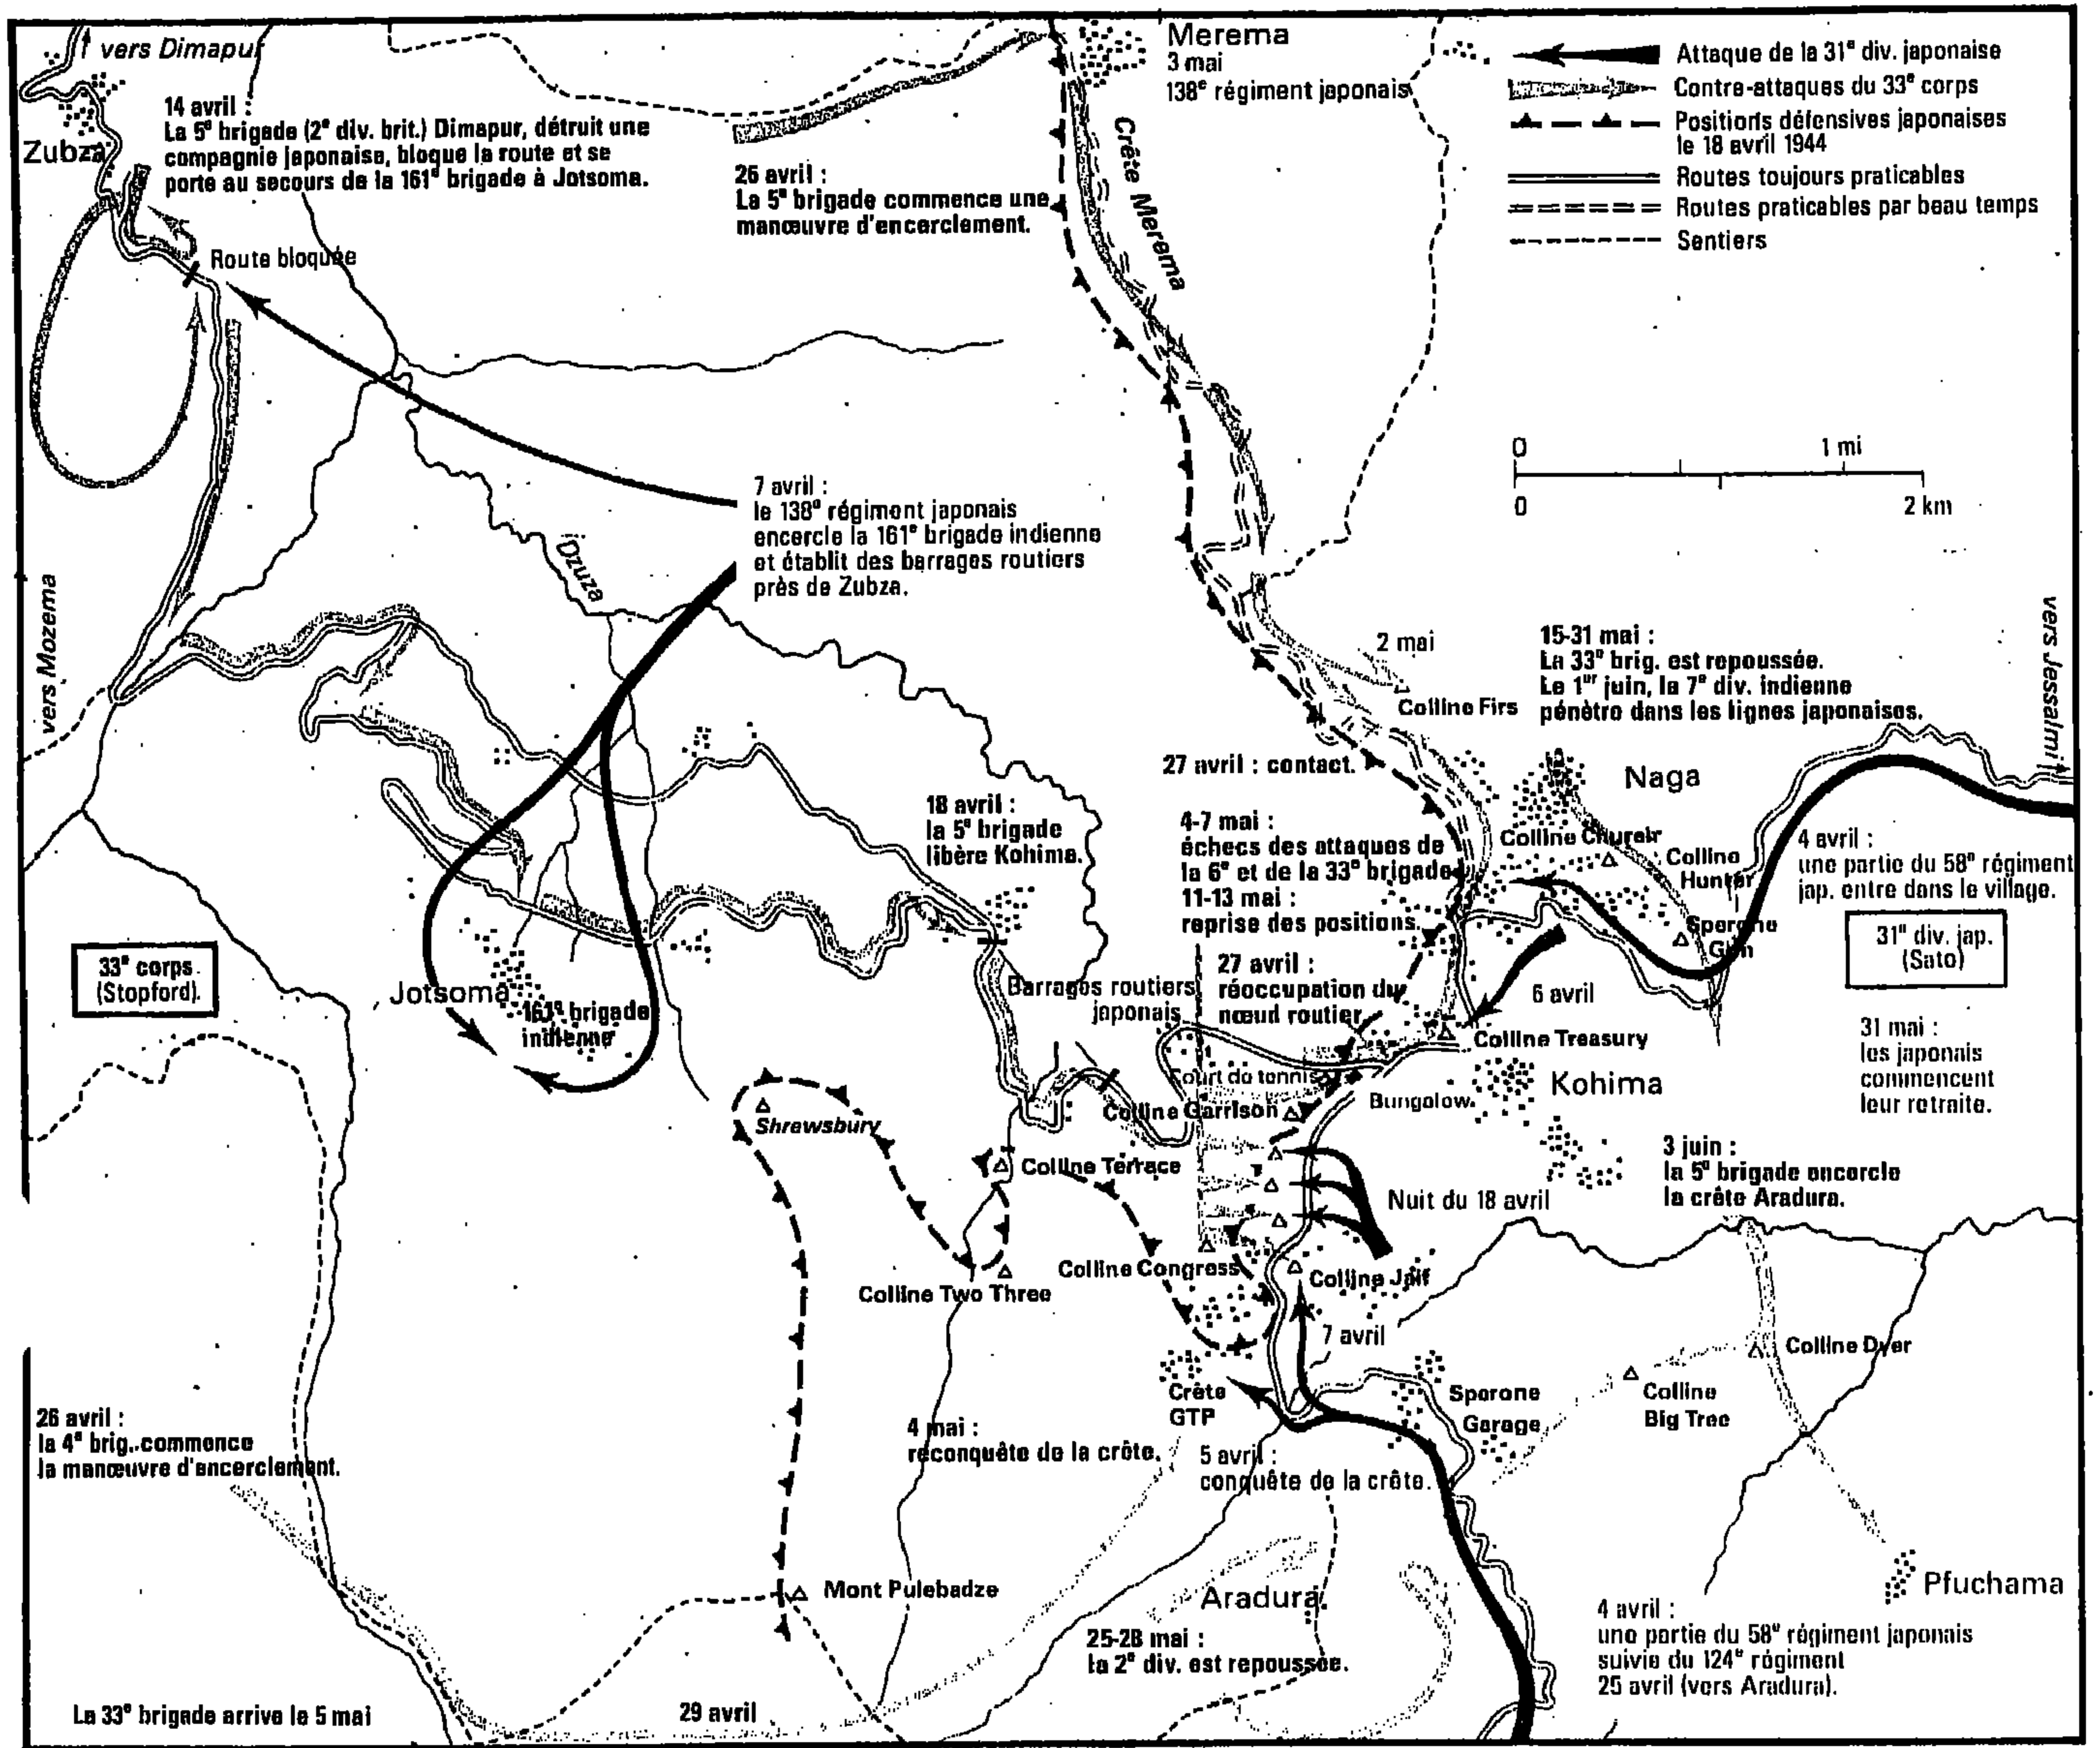 vers Dimapur
Zubza
14 avril :
La 5e brigade (2e div. brit.) Dimapur, détruit une
compagnie japonaise, bloque la route et se
porte au secours de la 161e brigade à Jotsoma.
Route bloquée
Merema
3 mai
138e régiment japonais
Crête Merema
26 avril :
La 5e brigade commence une
manœuvre d'encerclement.
Attaque de la 31e div. japonaise
Contre-attaques du 33e corps
Positions défensives japonaises
le 18 avril 1944
Routes toujours praticables
Routes praticables par beau temps
Sentiers
0 1 mi
0 2 km
7 avril :
le 138e régiment japonais
encercle la 161e brigade indienne
et établit des barrages routiers
près de Zubza.
Dzuza
vers Mozema
vers Jessalmi
2 mai
Colline Firs
15-31 mai :
La 33e brig. est repoussée.
Le 1er juin, la 7e div. indienne
pénètre dans les lignes japonaises.
27 avril : contact.
Naga
18 avril :
la 5e brigade
libère Kohima.
4-7 mai :
échecs des attaques de
la 6e et de la 33e brigade
11-13 mai :
reprise des positions.
Colline
Colline
Hunter
Sperone
4 avril :
une partie du 58e régiment
jap. entre dans le village.
31e div. jap.
(Sato)
33e corps
(Stopford).
Jotsoma
161e brigade
indienne
Barrages routiers
japonais
27 avril :
réoccupation du
nœud routier
6 avril
Colline Treasury
31 mai :
les japonais
commencent
leur retraite.
Court de tennis
Kohima
Bungalow
Colline Garrison
Shrewsbury
Colline Terrace
3 juin :
la 5e brigade encercle
la crête Aradura.
Nuit du 18 avril
Colline Congress
Colline Jail
Colline Two Three
7 avril
Colline Dyer
Colline
Big Tree
Crête
GTP
Sperone
Garage
26 avril :
la 4e brig. commence
la manœuvre d'encerclement.
4 mai :
reconquête de la crête.
5 avril :
conquête de la crête.
Mont Pulebadze
Aradura
Pfuchama
25-28 mai :
la 2e div. est repoussée.
4 avril :
une partie du 58e régiment japonais
suivie du 124e régiment
25 avril (vers Aradura).
La 33e brigade arrive le 5 mai
29 avril